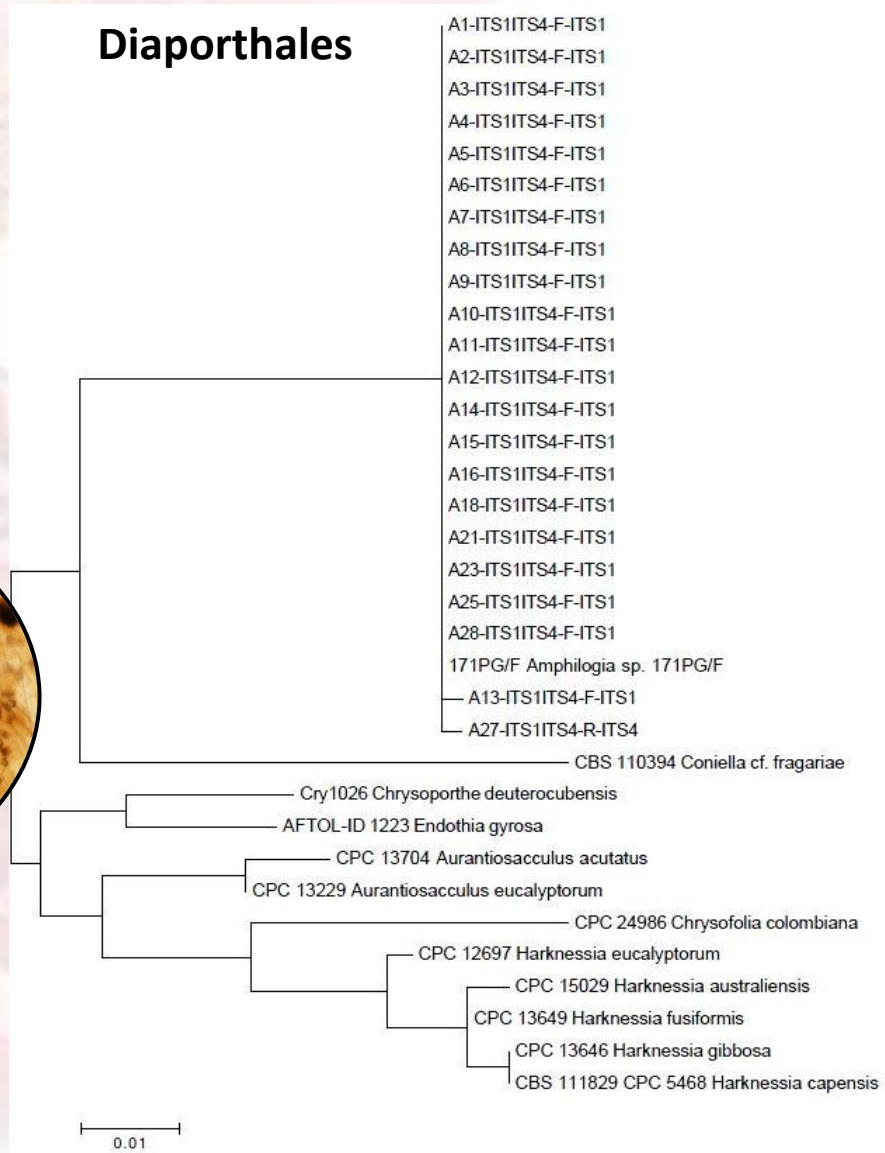 Diaporthales
A1-ITS1ITS4-F-ITS1
A2-ITS1ITS4-F-ITS1
A3-ITS1ITS4-F-ITS1
A4-ITS1ITS4-F-ITS1
A5-ITS1ITS4-F-ITS1
A6-ITS1ITS4-F-ITS1
A7-ITS1ITS4-F-ITS1
A8-ITS1ITS4-F-ITS1
A9-ITS1ITS4-F-ITS1
A10-ITS1ITS4-F-ITS1
A11-ITS1ITS4-F-ITS1
A12-ITS1ITS4-F-ITS1
A14-ITS1ITS4-F-ITS1
A15-ITS1ITS4-F-ITS1
A16-ITS1ITS4-F-ITS1
A18-ITS1ITS4-F-ITS1
A21-ITS1ITS4-F-ITS1
A23-ITS1ITS4-F-ITS1
A25-ITS1ITS4-F-ITS1
A28-ITS1ITS4-F-ITS1
171PG/F Amphilogia sp. 171PG/F
A13-ITS1ITS4-F-ITS1
A27-ITS1ITS4-R-ITS4
CBS 110394 Coniella cf. fragariae
Cry1026 Chrysoporthe deuterocubensis
AFTOL-ID 1223 Endothia gyrosa
CPC 13704 Aurantiosacculus acutatus
CPC 13229 Aurantiosacculus eucalyptorum
CPC 24986 Chrysofolia colombiana
CPC 12697 Harknessia eucalyptorum
CPC 15029 Harknessia australiensis
CPC 13649 Harknessia fusiformis
CPC 13646 Harknessia gibbosa
CBS 111829 CPC 5468 Harknessia capensis
0.01